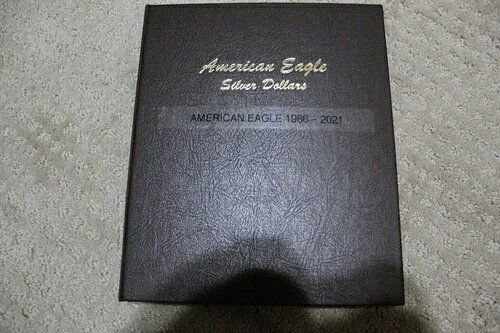 American Eagle
Silver Dollars
AMERICAN EAGLE 1986 - 2021